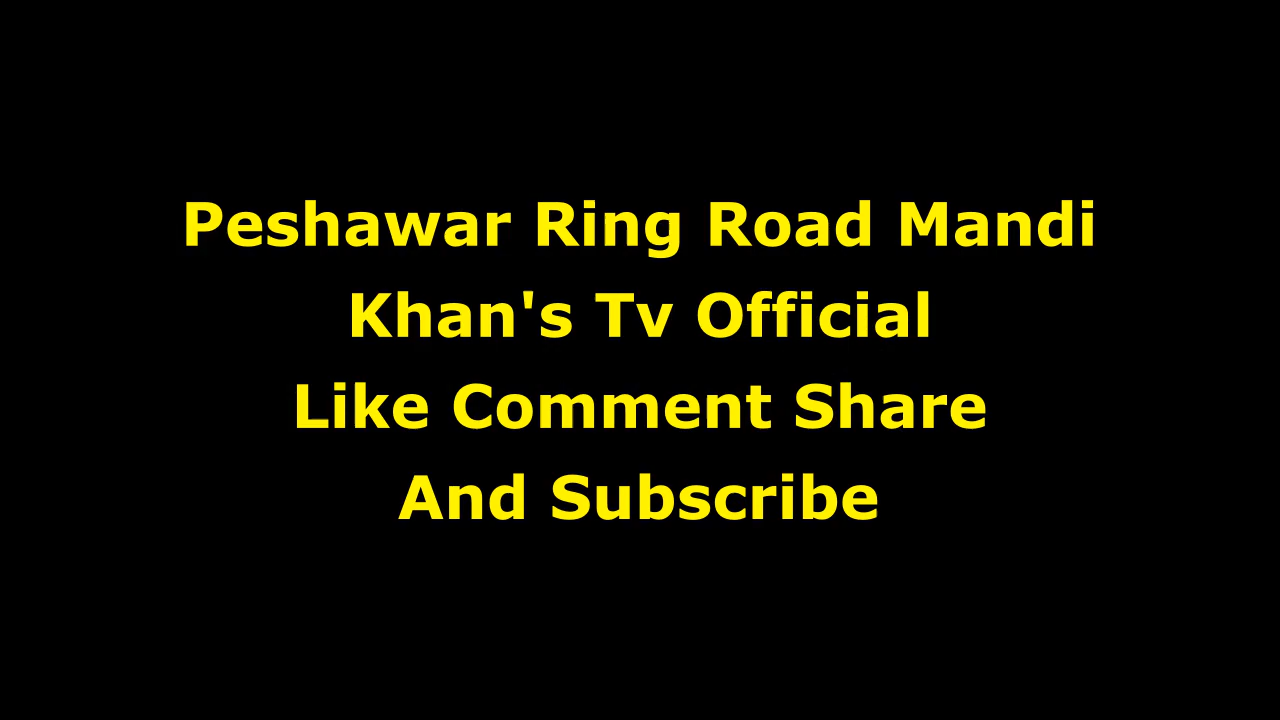 Peshawar Ring Road Mandi
Khan's Tv Official
Like Comment Share
And Subscribe